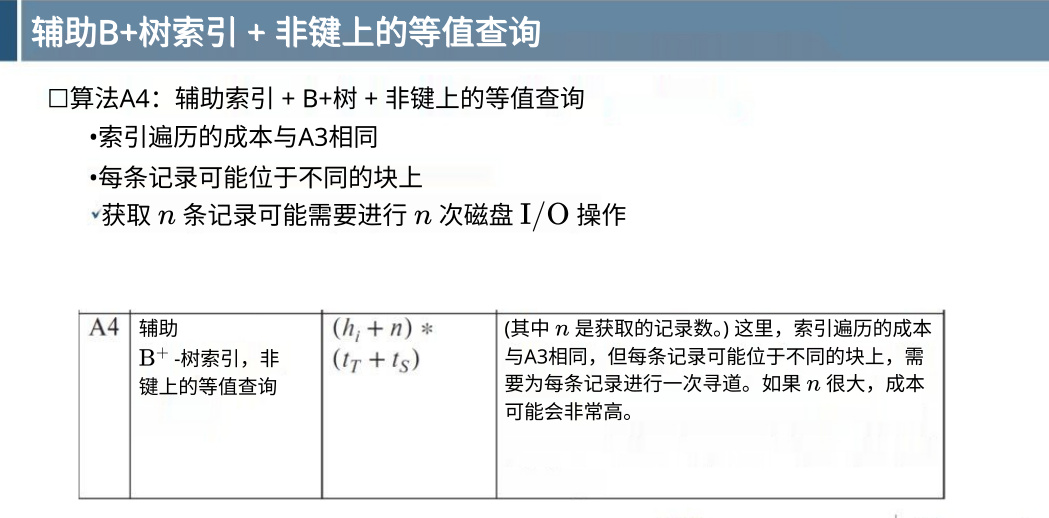 辅助B+树索引 + 非键上的等值查询
□算法A4：辅助索引 + B+树 + 非键上的等值查询
•索引遍历的成本与A3相同
•每条记录可能位于不同的块上
✓获取 n 条记录可能需要进行 n 次磁盘 I/O 操作
A4
辅助
B⁺ -树索引，非
键上的等值查询
(hᵢ + n) *
(t_T + t_S)
(其中 n 是获取的记录数。) 这里，索引遍历的成本
与A3相同，但每条记录可能位于不同的块上，需
要为每条记录进行一次寻道。如果 n 很大，成本
可能会非常高。